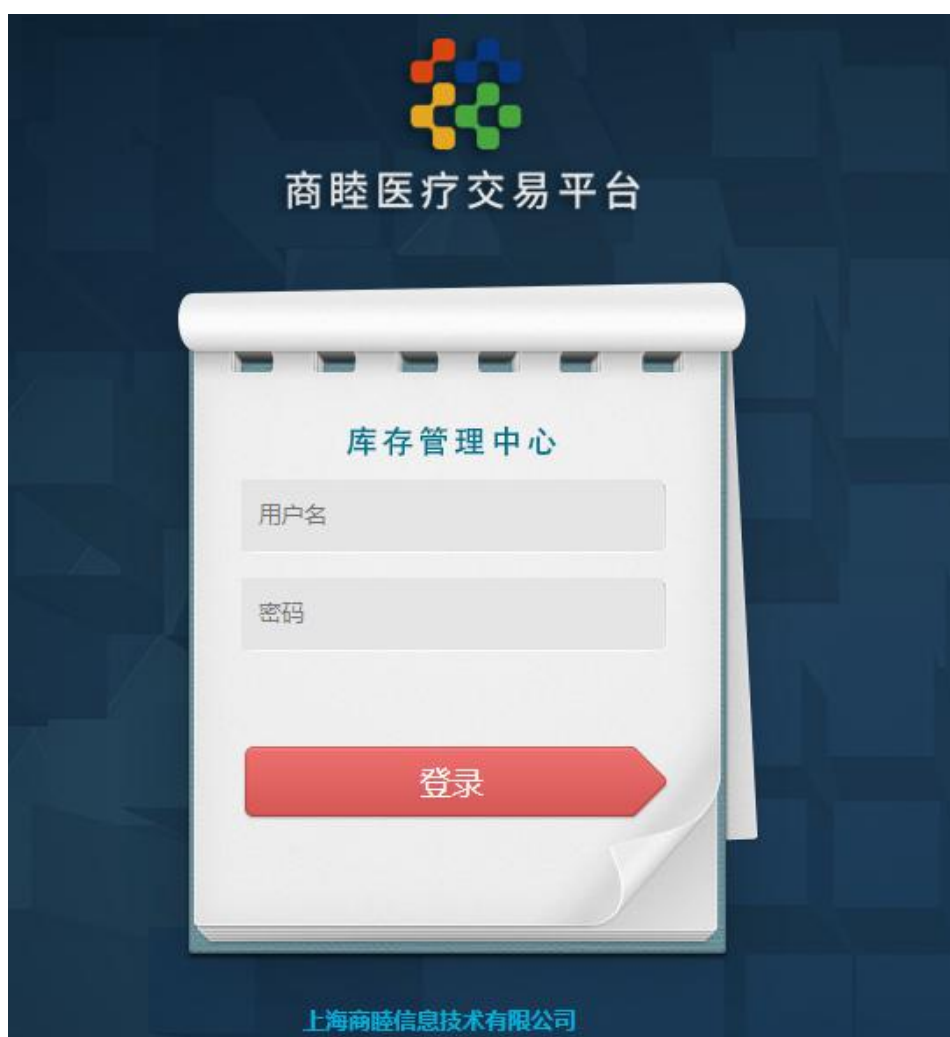 商睦医疗交易平台
库存管理中心
用户名
密码
登录
上海商睦信息技术有限公司